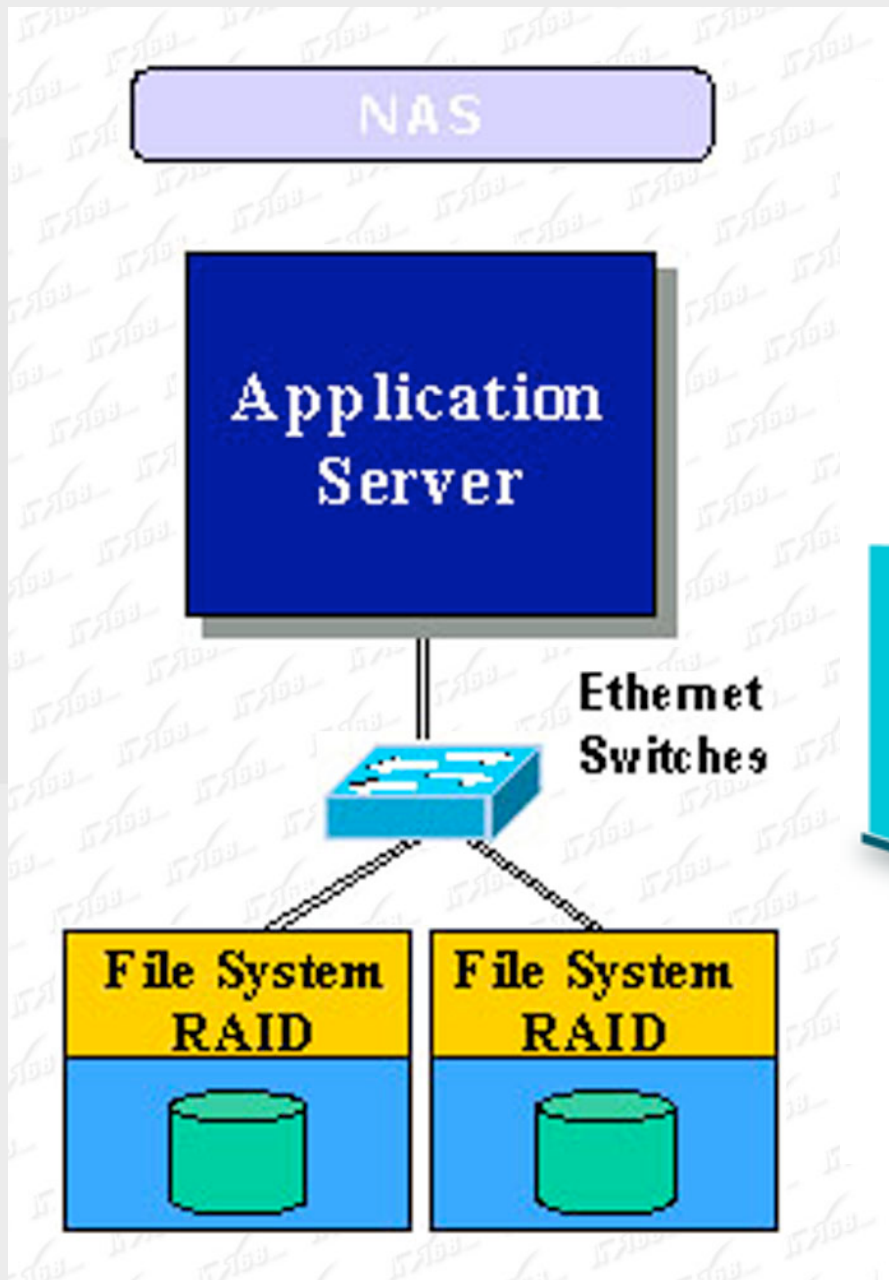 NAS
Application
Server
Ethernet
Switches
File System
RAID
File System
RAID